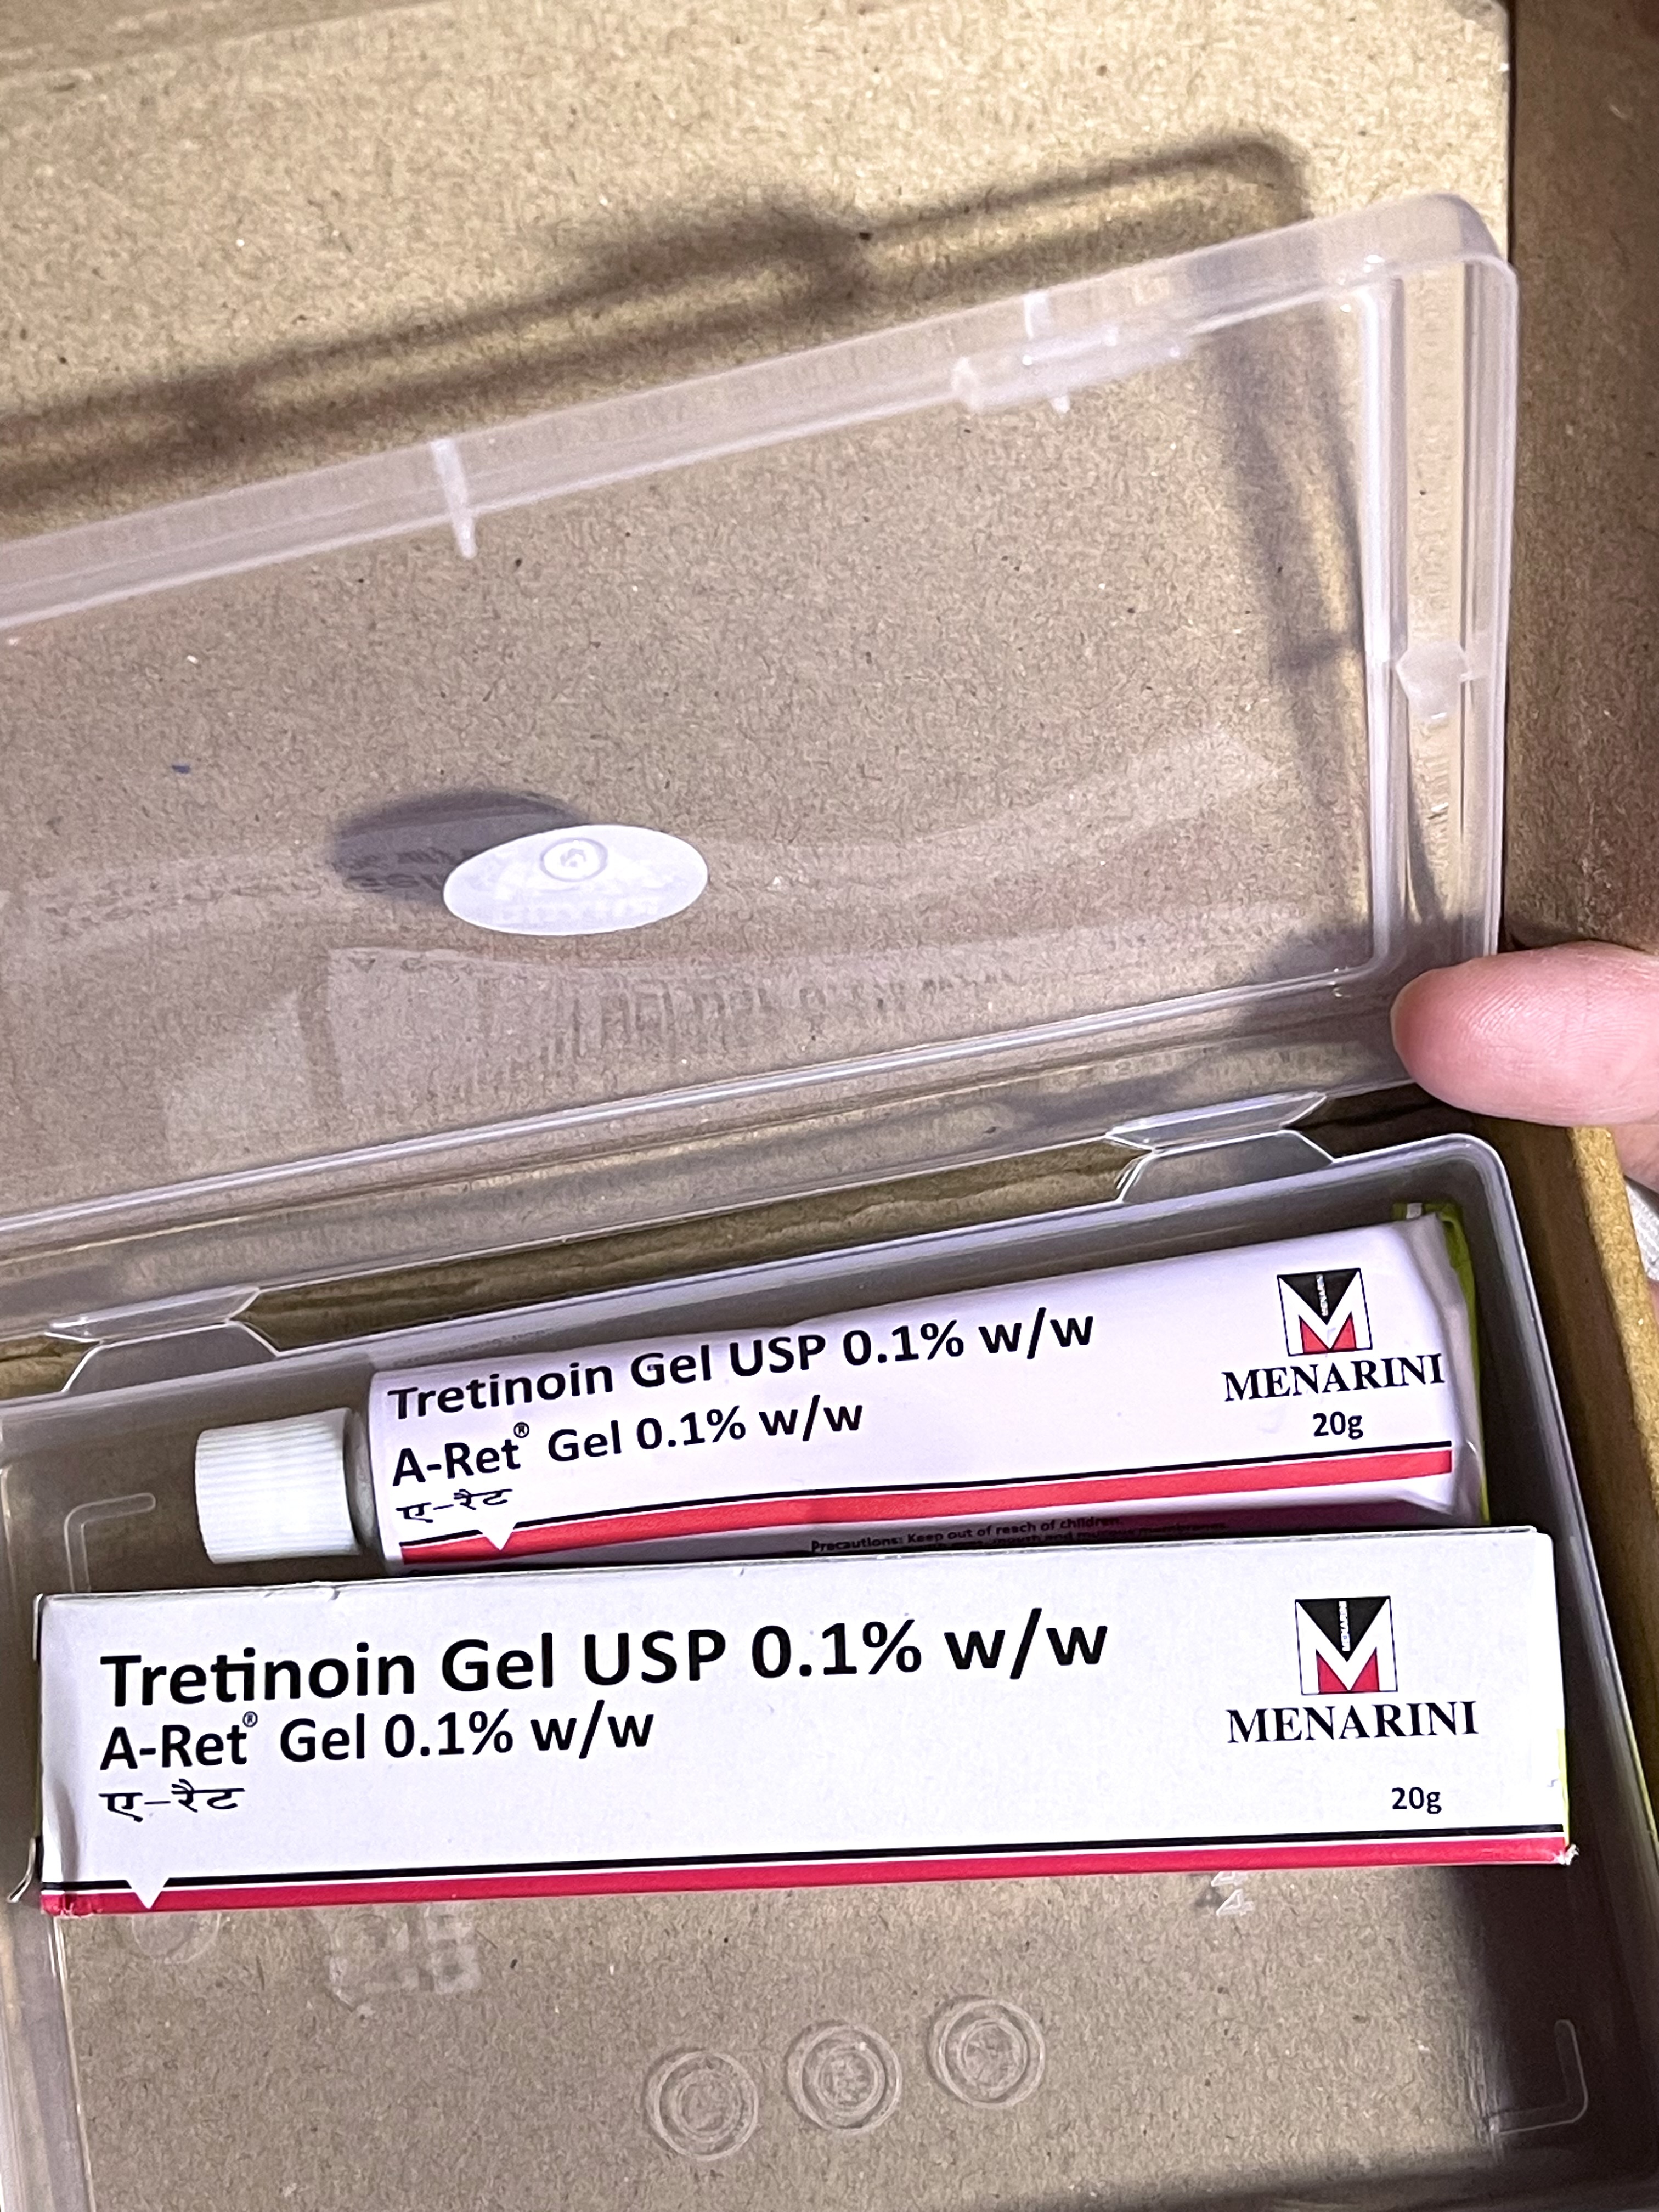 Tretinoin Gel USP 0.1% w/w
A-Ret® Gel 0.1% w/w
ए-रैट
MENARINI
20g
Precautions: Keep out of reach of children.
Tretinoin Gel USP 0.1% w/w
A-Ret® Gel 0.1% w/w
ए-रैट
MENARINI
20g